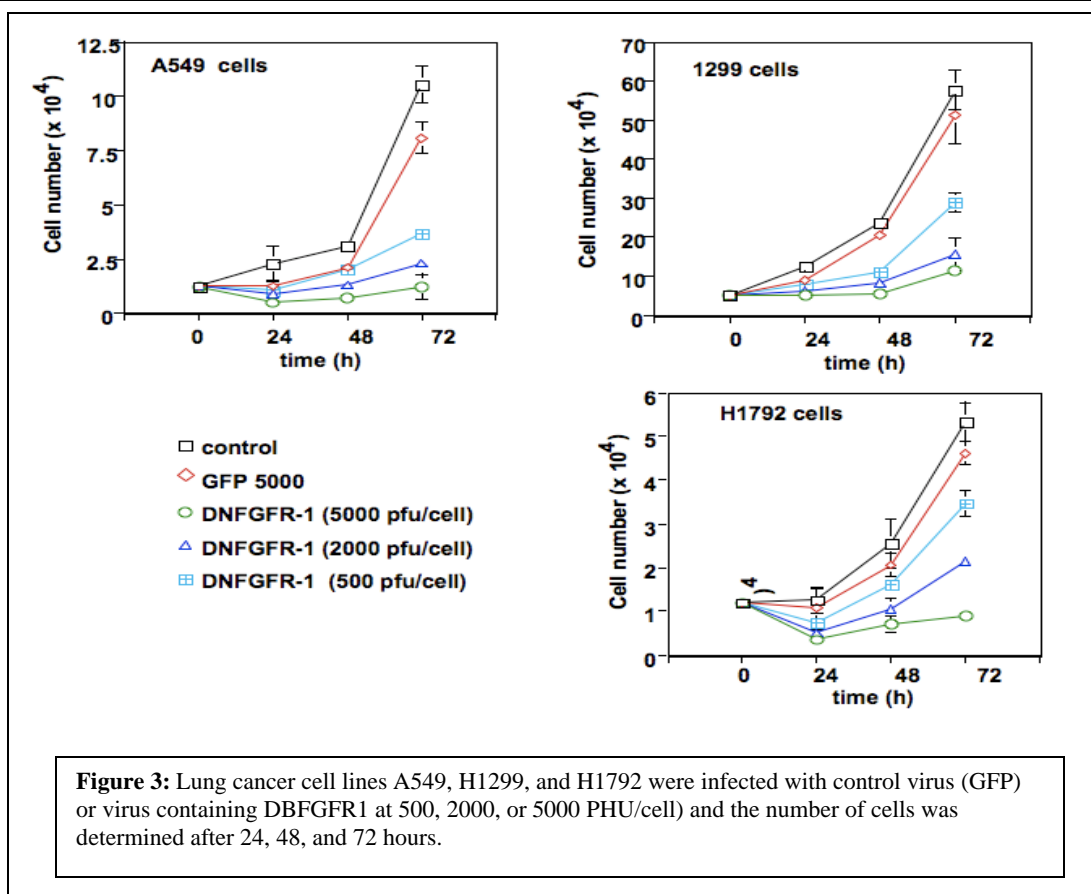 12.5
10
7.5
5
2.5
0
Cell number (x 10^4)
A549 cells
0 24 48 72
time (h)
70
60
50
40
30
20
10
0
Cell number (x 10^4)
1299 cells
0 24 48 72
time (h)
control
GFP 5000
DNFGFR-1 (5000 pfu/cell)
DNFGFR-1 (2000 pfu/cell)
DNFGFR-1 (500 pfu/cell)
6
5
4
3
2
1
0
Cell number (x 10^4)
H1792 cells
4)
0 24 48 72
time (h)
Figure 3: Lung cancer cell lines A549, H1299, and H1792 were infected with control virus (GFP)
or virus containing DBFGFR1 at 500, 2000, or 5000 PHU/cell) and the number of cells was
determined after 24, 48, and 72 hours.